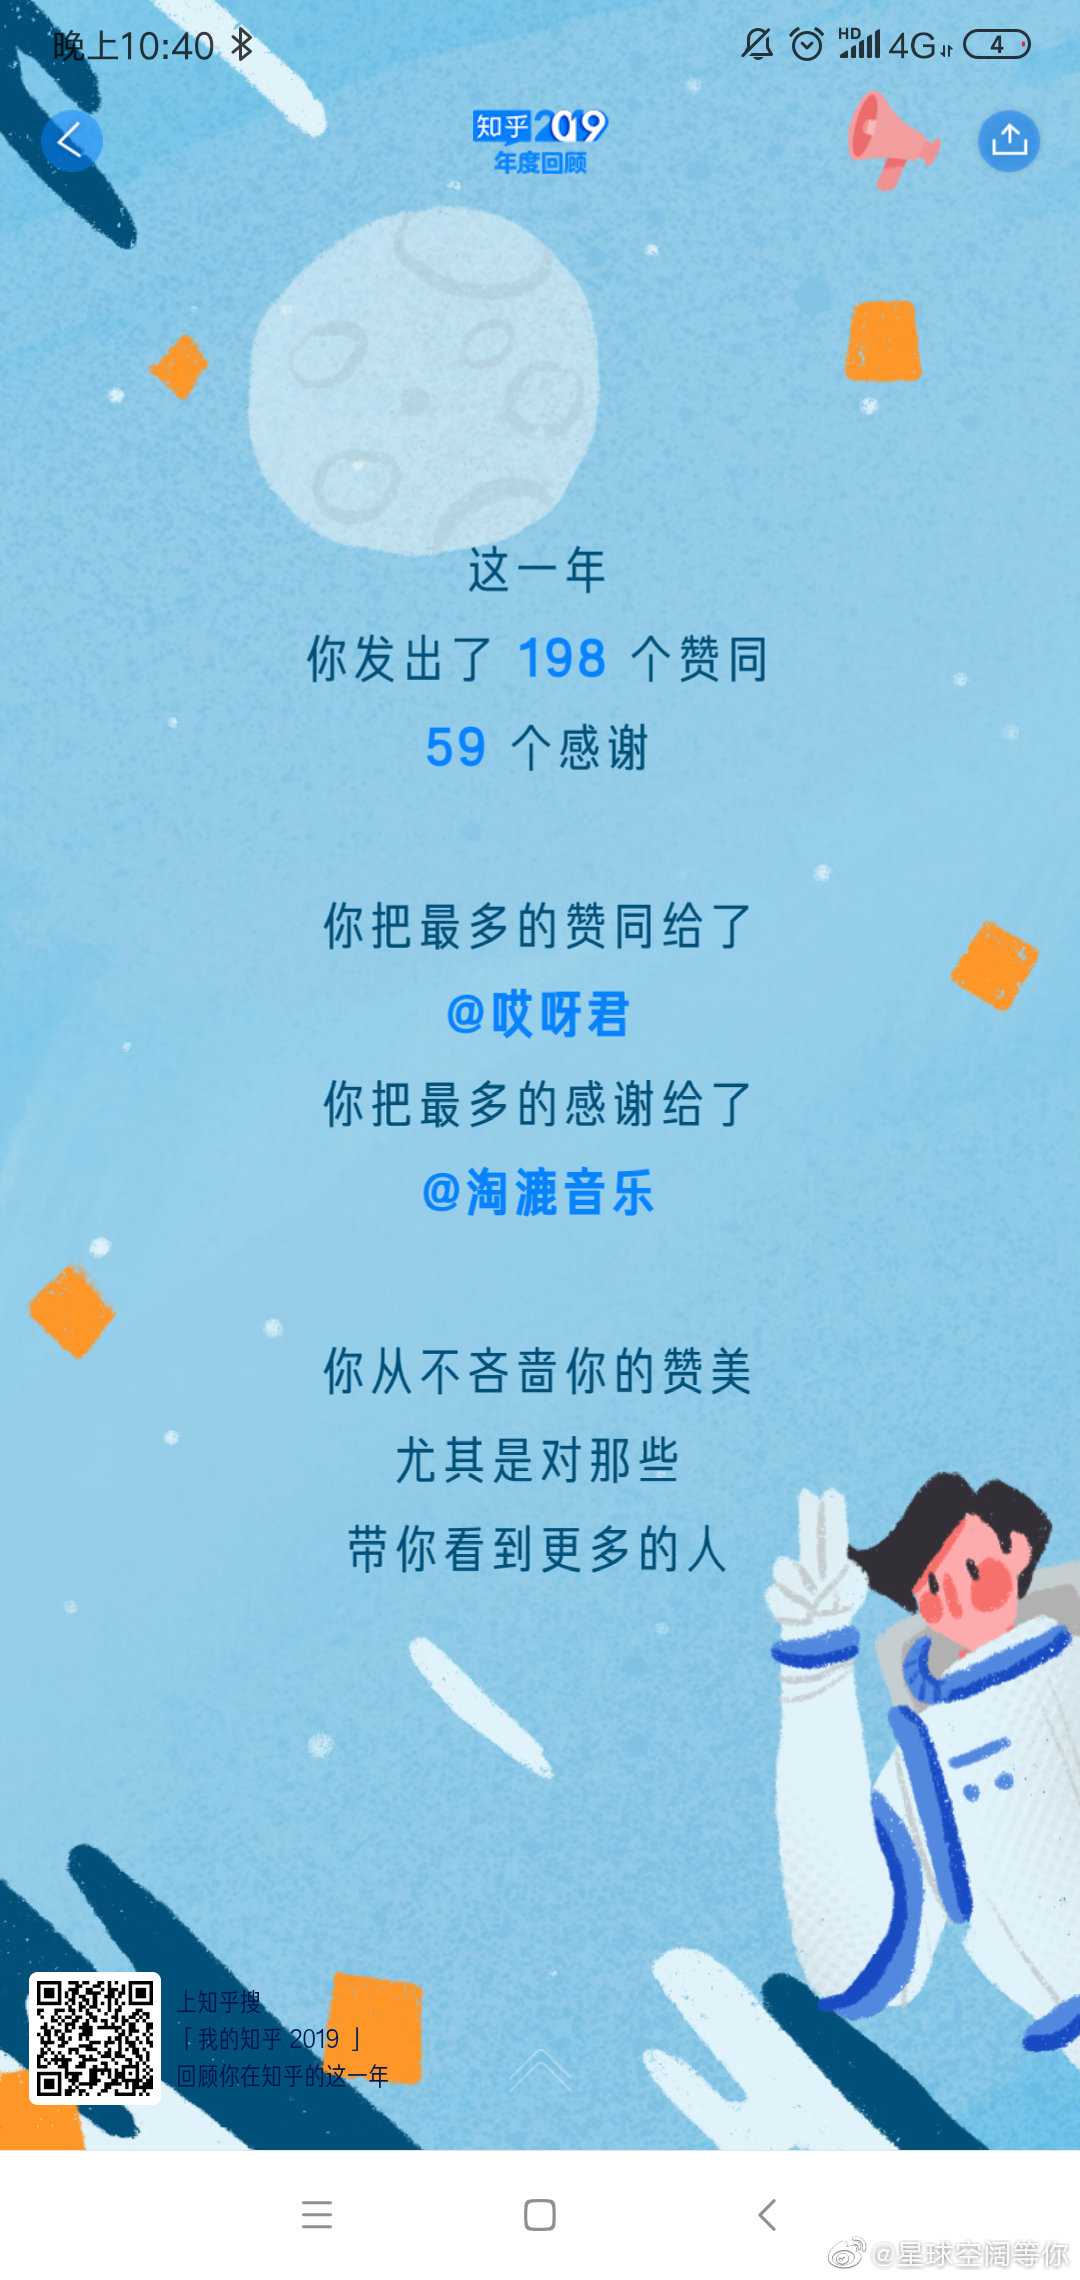 晚上10:40
HD
4G
4
知乎2019
年度回顾
这一年
你发出了 198 个赞同
59 个感谢
你把最多的赞同给了
@哎呀君
你把最多的感谢给了
@淘漉音乐
你从不吝啬你的赞美
尤其是对那些
带你看到更多的人
上知乎搜
「我的知乎 2019 」
回顾你在知乎的这一年
@星球空阔等你